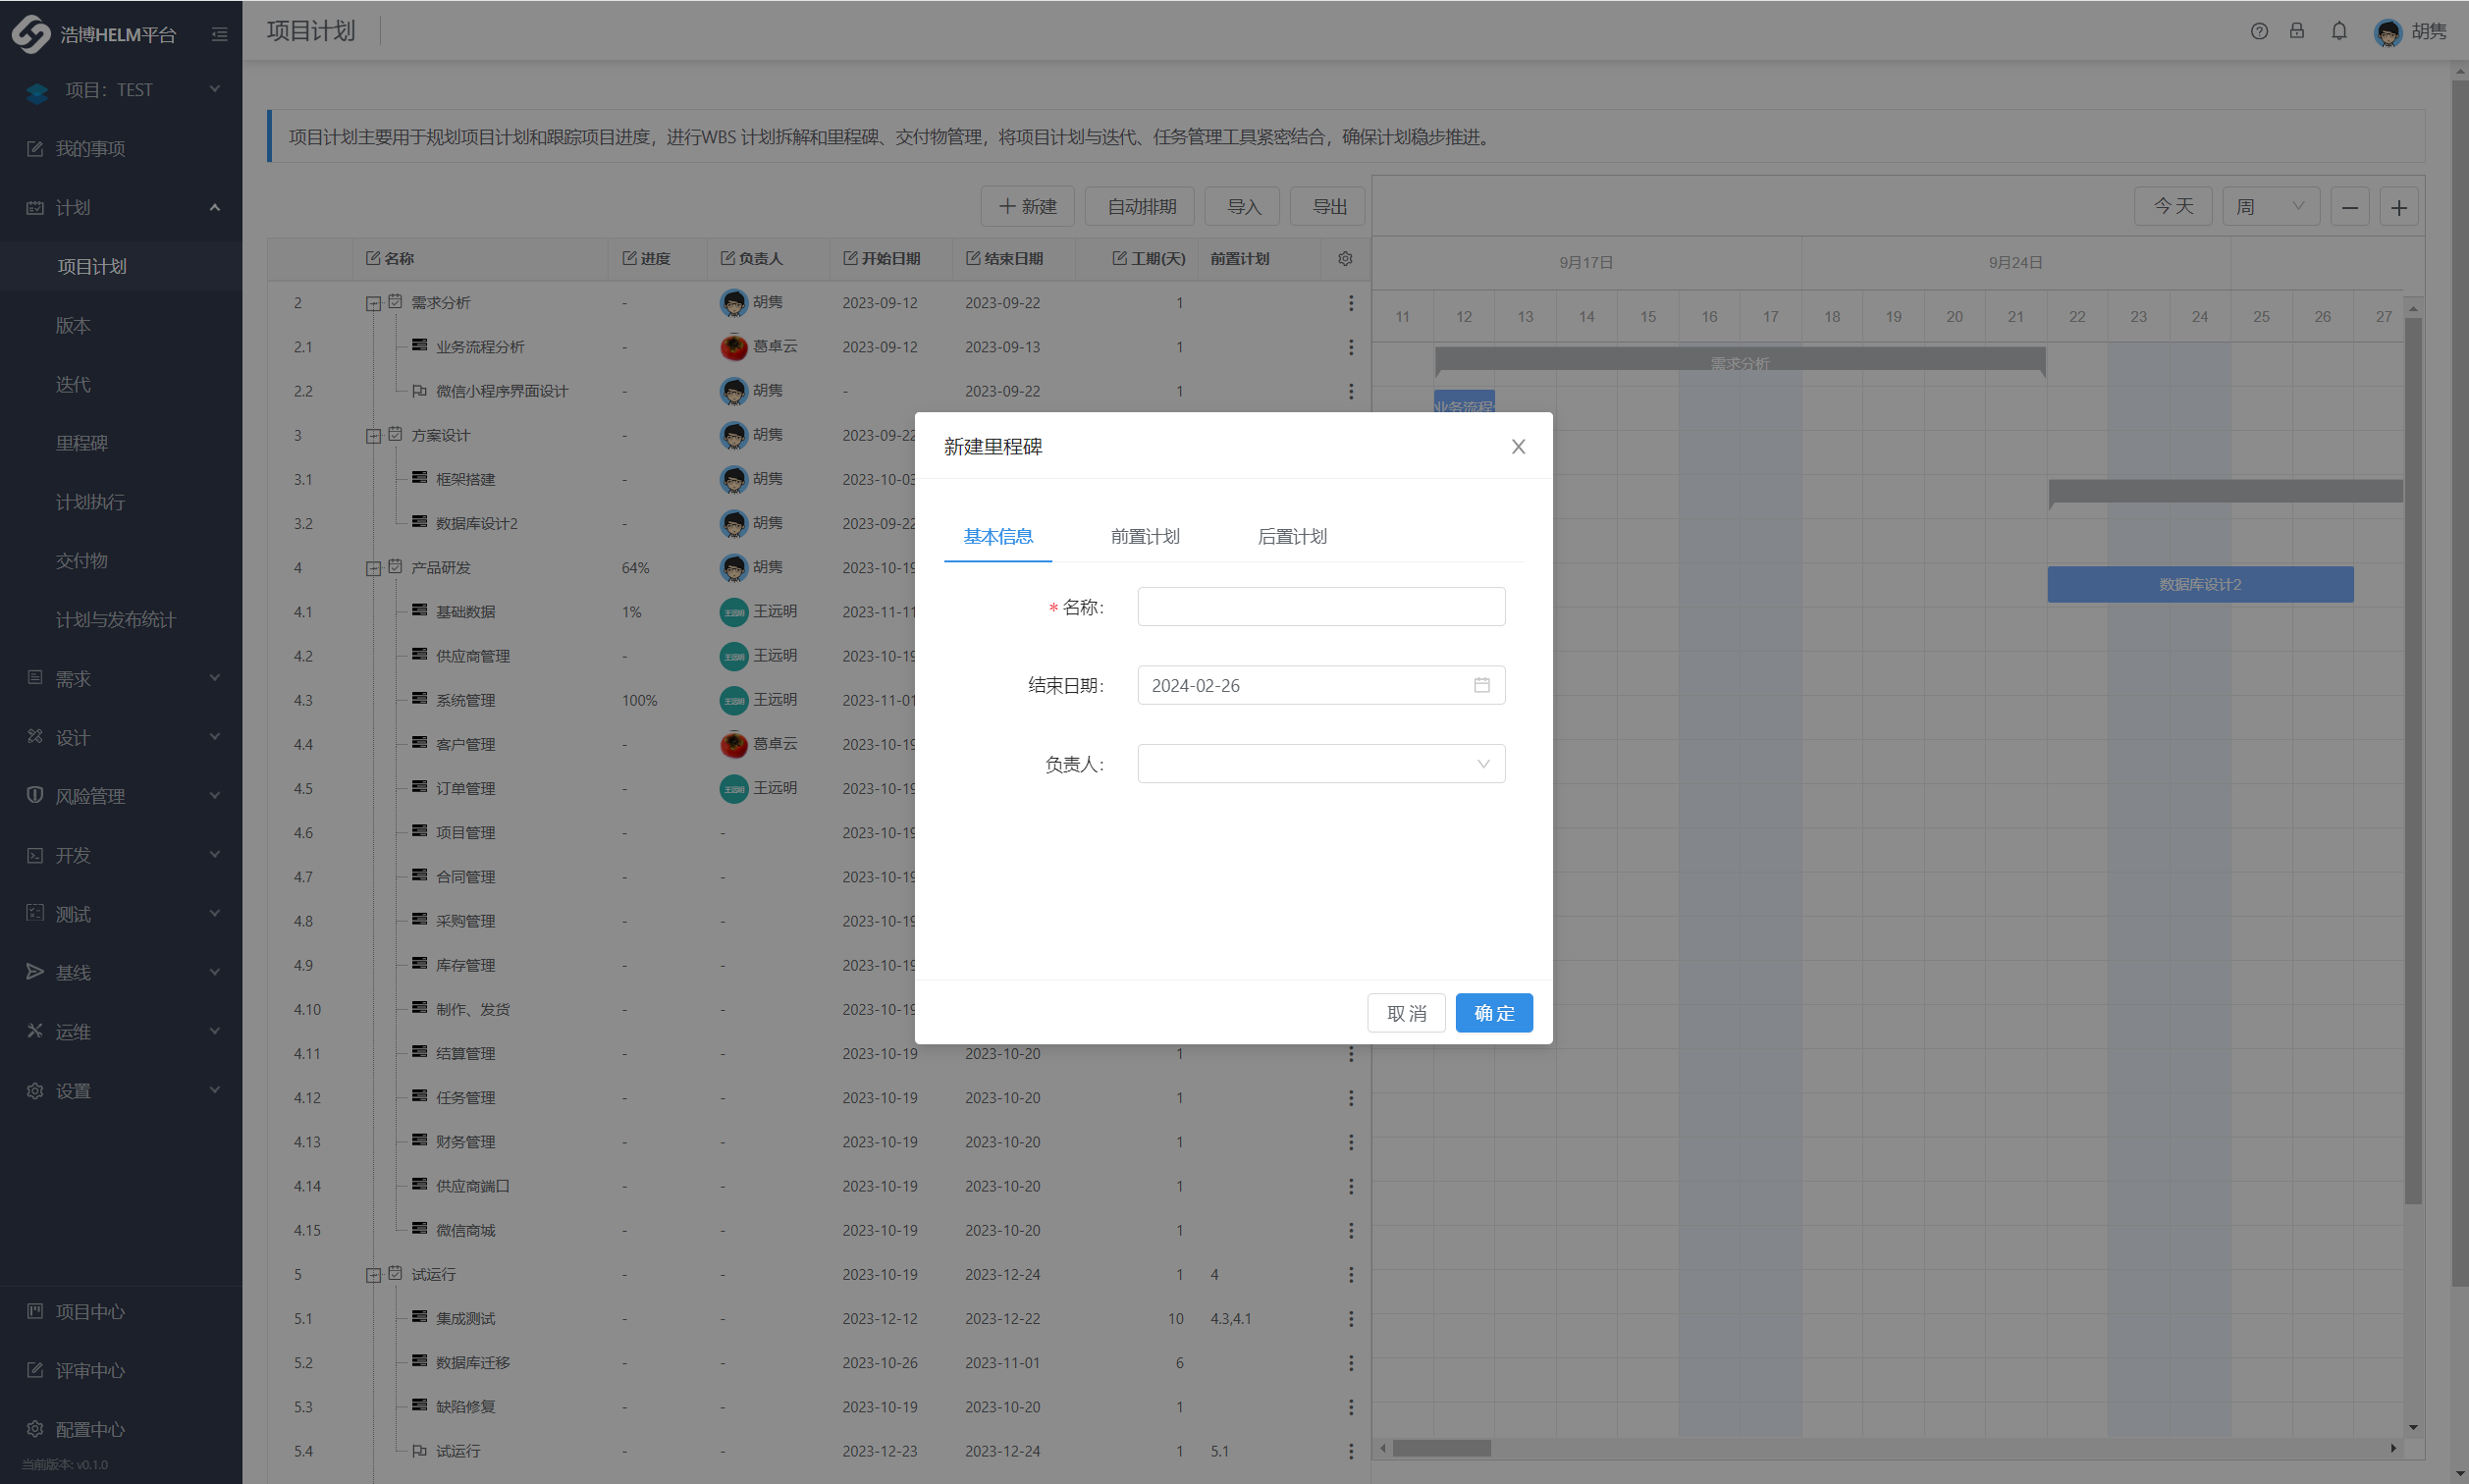 浩博HELM平台
项目：TEST
我的事项
计划
项目计划
版本
迭代
里程碑
计划执行
交付物
计划与发布统计
需求
设计
风险管理
开发
测试
基线
运维
设置
项目中心
评审中心
配置中心
当前版本: v0.1.0
项目计划
胡隽
项目计划主要用于规划项目计划和跟踪项目进度，进行WBS 计划拆解和里程碑、交付物管理，将项目计划与迭代、任务管理工具紧密结合，确保计划稳步推进。
新建 自动排期 导入 导出
名称 进度 负责人 开始日期 结束日期 工期(天) 前置计划
2 需求分析 - 胡隽 2023-09-12 2023-09-22 1
2.1 业务流程分析 - 葛卓云 2023-09-12 2023-09-13 1
2.2 微信小程序界面设计 - 胡隽 - 2023-09-22 1
3 方案设计 - 胡隽 2023-09-22
3.1 框架搭建 - 胡隽 2023-10-03
3.2 数据库设计2 - 胡隽 2023-09-22
4 产品研发 64% 胡隽 2023-10-19
4.1 基础数据 1% 王远明 王远明 2023-11-11
4.2 供应商管理 - 王远明 王远明 2023-10-19
4.3 系统管理 100% 王远明 王远明 2023-11-01
4.4 客户管理 - 葛卓云 2023-10-19
4.5 订单管理 - 王远明 王远明 2023-10-19
4.6 项目管理 - - 2023-10-19
4.7 合同管理 - - 2023-10-19
4.8 采购管理 - - 2023-10-19
4.9 库存管理 - - 2023-10-19
4.10 制作、发货 - - 2023-10-19
4.11 结算管理 - - 2023-10-19 2023-10-20 1
4.12 任务管理 - - 2023-10-19 2023-10-20 1
4.13 财务管理 - - 2023-10-19 2023-10-20 1
4.14 供应商端口 - - 2023-10-19 2023-10-20 1
4.15 微信商城 - - 2023-10-19 2023-10-20 1
5 试运行 - - 2023-10-19 2023-12-24 1 4
5.1 集成测试 - - 2023-12-12 2023-12-22 10 4.3,4.1
5.2 数据库迁移 - - 2023-10-26 2023-11-01 6
5.3 缺陷修复 - - 2023-10-19 2023-10-20 1
5.4 试运行 - - 2023-12-23 2023-12-24 1 5.1
今天 周
9月17日 9月24日
11 12 13 14 15 16 17 18 19 20 21 22 23 24 25 26 27
需求分析
业务流程
数据库设计2
新建里程碑
基本信息 前置计划 后置计划
* 名称：
结束日期： 2024-02-26
负责人：
取消 确定